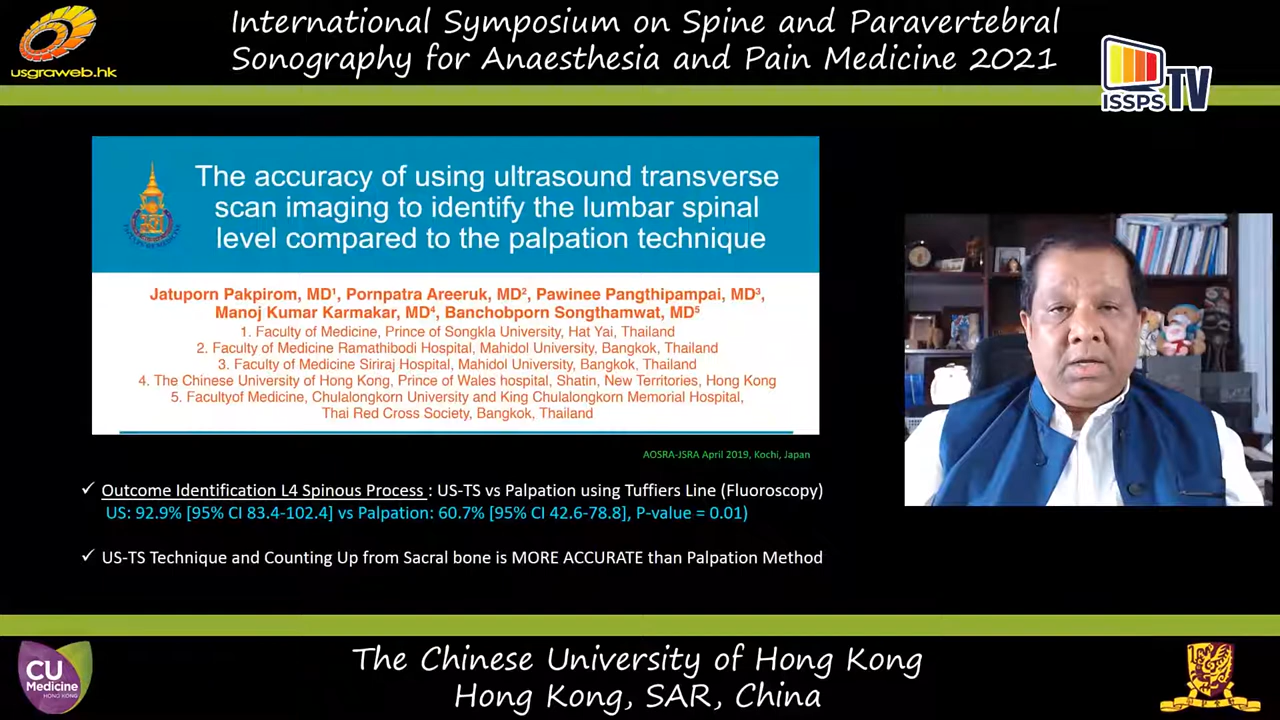 International Symposium on Spine and Paravertebral
Sonography for Anaesthesia and Pain Medicine 2021
usgraweb.hk
ISSPS TV
The accuracy of using ultrasound transverse
scan imaging to identify the lumbar spinal
level compared to the palpation technique
Jatuporn Pakpirom, MD¹, Pornpatra Areeruk, MD², Pawinee Pangthipampai, MD³,
Manoj Kumar Karmakar, MD⁴, Banchobporn Songthamwat, MD⁵
1. Faculty of Medicine, Prince of Songkla University, Hat Yai, Thailand
2. Faculty of Medicine Ramathibodi Hospital, Mahidol University, Bangkok, Thailand
3. Faculty of Medicine Siriraj Hospital, Mahidol University, Bangkok, Thailand
4. The Chinese University of Hong Kong, Prince of Wales hospital, Shatin, New Territories, Hong Kong
5. Facultyof Medicine, Chulalongkorn University and King Chulalongkorn Memorial Hospital,
Thai Red Cross Society, Bangkok, Thailand
AOSRA-JSRA April 2019, Kochi, Japan
✓ Outcome Identification L4 Spinous Process : US-TS vs Palpation using Tuffiers Line (Fluoroscopy)
US: 92.9% [95% CI 83.4-102.4] vs Palpation: 60.7% [95% CI 42.6-78.8], P-value = 0.01)
✓ US-TS Technique and Counting Up from Sacral bone is MORE ACCURATE than Palpation Method
CU
Medicine
HONG KONG
The Chinese University of Hong Kong
Hong Kong, SAR, China